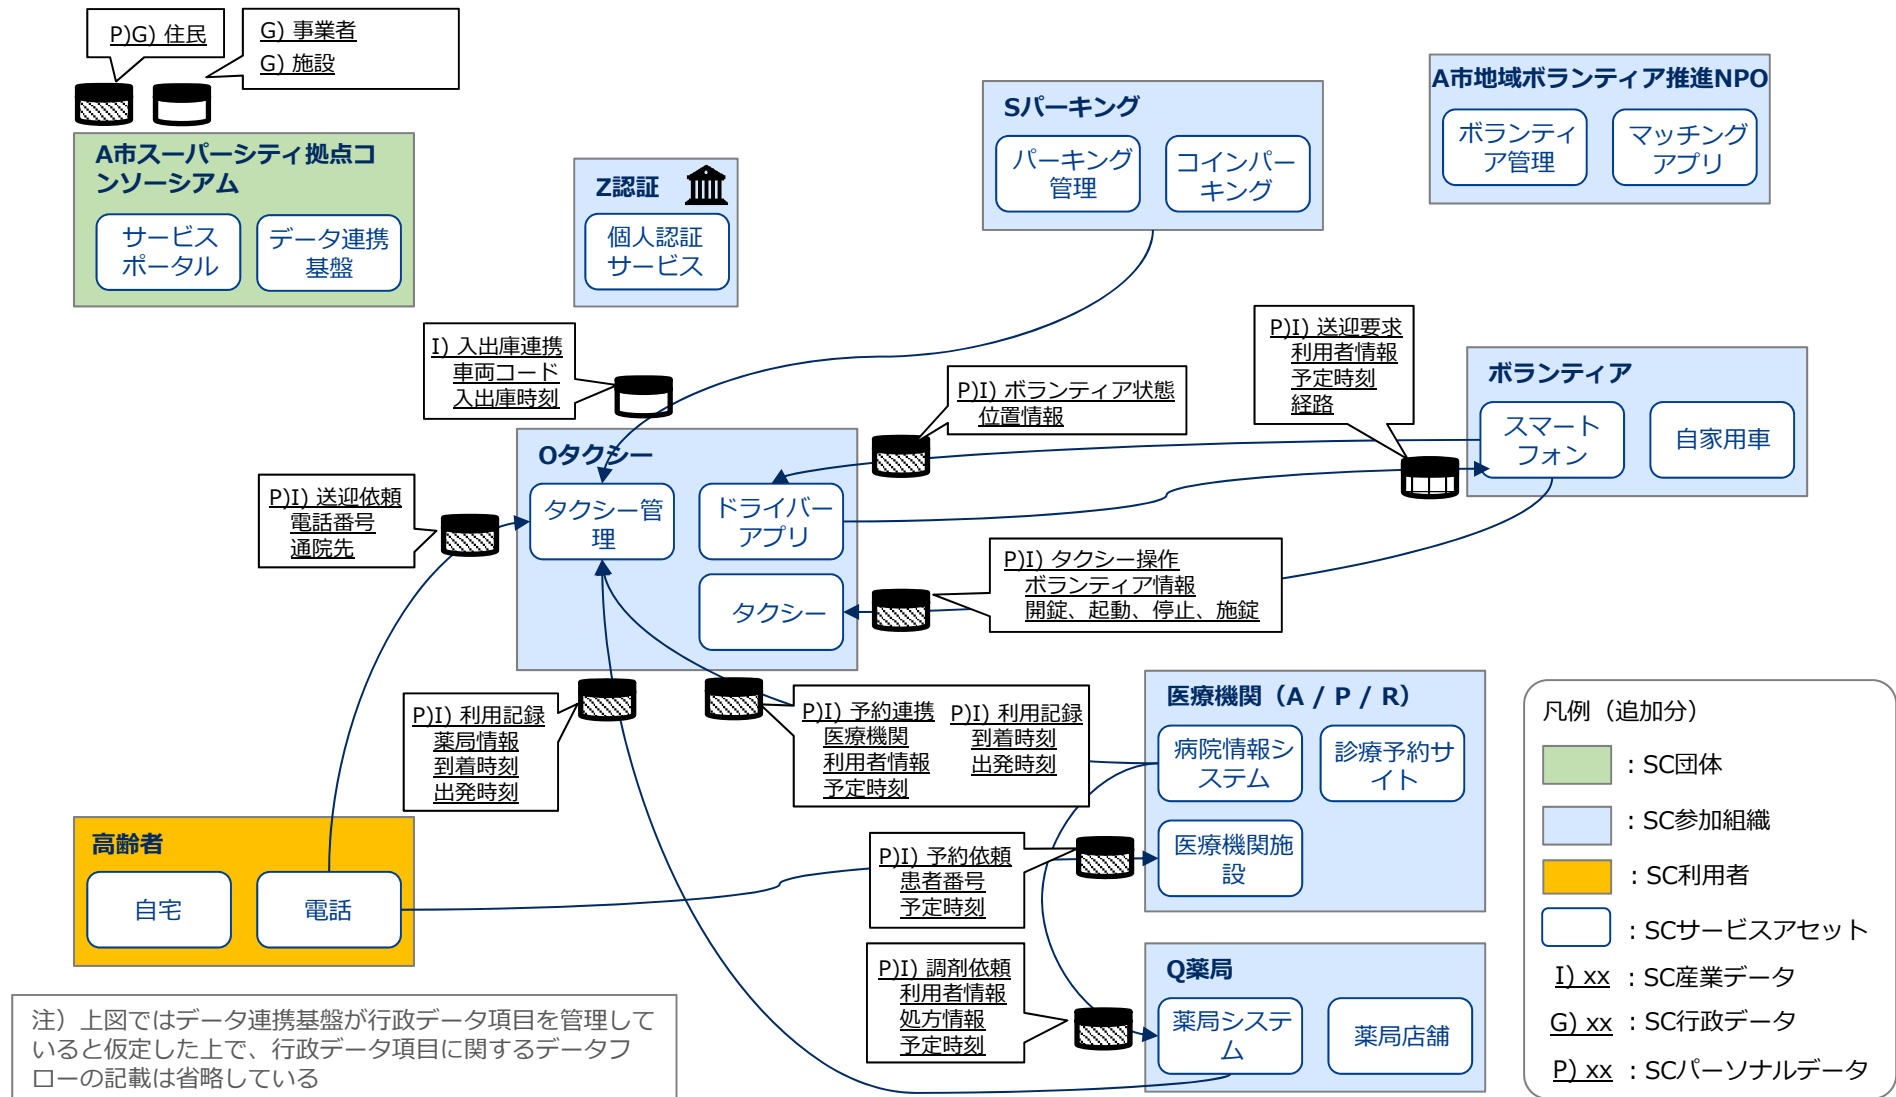 P)G) 住民
G) 事業者
G) 施設
A市スーパーシティ拠点コ
ンソーシアム
サービス
ポータル
データ連携
基盤
Z認証
個人認証
サービス
Sパーキング
パーキング
管理
コインパー
キング
A市地域ボランティア推進NPO
ボランティ
ア管理
マッチング
アプリ
I) 入出庫連携
車両コード
入出庫時刻
P)I) ボランティア状態
位置情報
P)I) 送迎要求
利用者情報
予定時刻
経路
ボランティア
スマート
フォン
自家用車
Oタクシー
タクシー管
理
ドライバー
アプリ
タクシー
P)I) 送迎依頼
電話番号
通院先
P)I) タクシー操作
ボランティア情報
開錠、起動、停止、施錠
P)I) 利用記録
薬局情報
到着時刻
出発時刻
P)I) 予約連携
医療機関
利用者情報
予定時刻
P)I) 利用記録
到着時刻
出発時刻
医療機関（A / P / R）
病院情報シ
ステム
診療予約サ
イト
医療機関施
設
高齢者
自宅
電話
P)I) 予約依頼
患者番号
予定時刻
P)I) 調剤依頼
利用者情報
処方情報
予定時刻
Q薬局
薬局システ
ム
薬局店舗
凡例（追加分）
：SC団体
：SC参加組織
：SC利用者
：SCサービスアセット
I) xx ：SC産業データ
G) xx ：SC行政データ
P) xx ：SCパーソナルデータ
注）上図ではデータ連携基盤が行政データ項目を管理して
いると仮定した上で、行政データ項目に関するデータフ
ローの記載は省略している